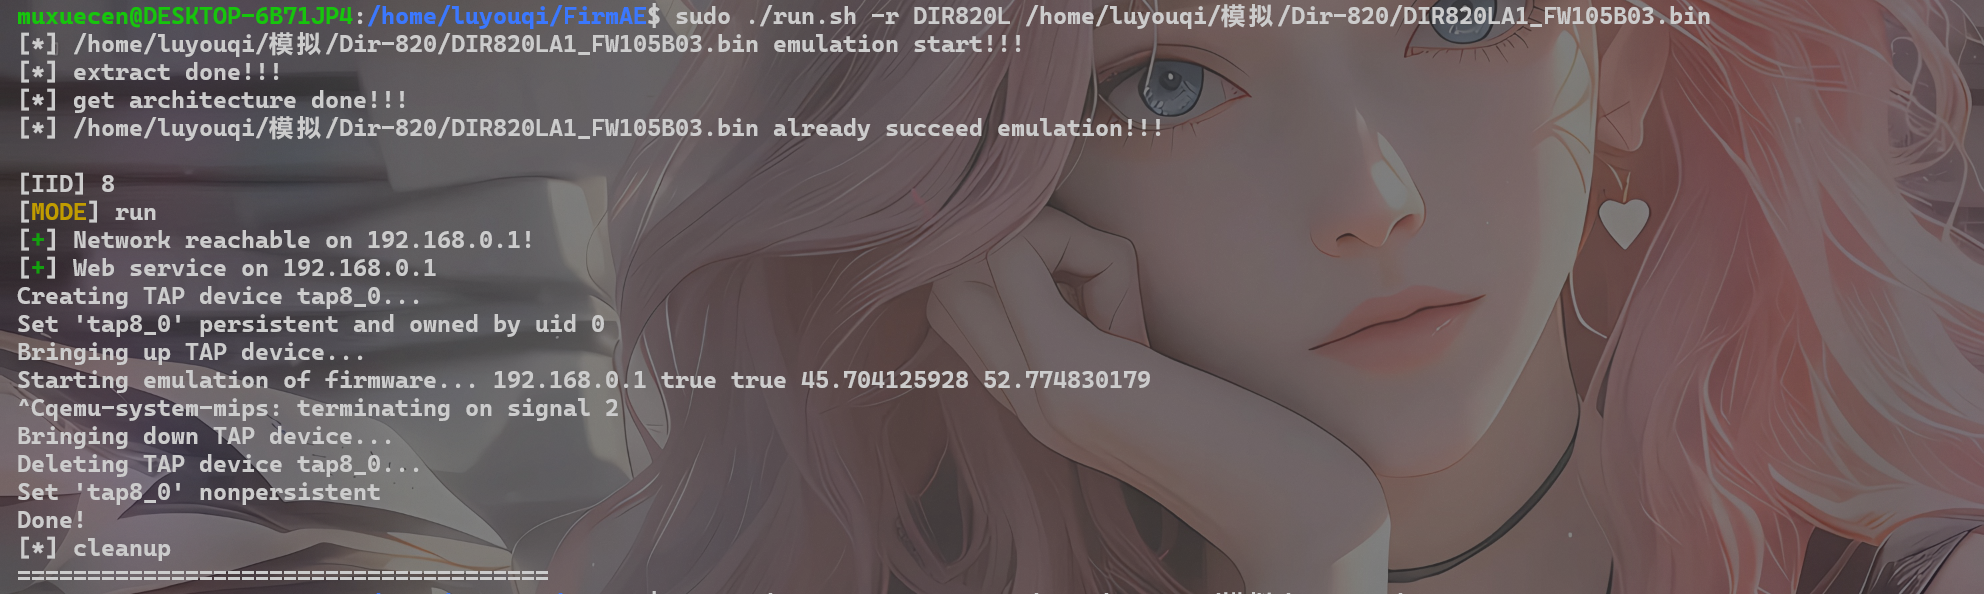 muxuecen@DESKTOP-6B71JP4:/home/luyouqi/FirmAE$ sudo ./run.sh -r DIR820L /home/luyouqi/模拟/Dir-820/DIR820LA1_FW105B03.bin
[*] /home/luyouqi/模拟/Dir-820/DIR820LA1_FW105B03.bin emulation start!!!
[*] extract done!!!
[*] get architecture done!!!
[*] /home/luyouqi/模拟/Dir-820/DIR820LA1_FW105B03.bin already succeed emulation!!!
[IID] 8
[MODE] run
[+] Network reachable on 192.168.0.1!
[+] Web service on 192.168.0.1
Creating TAP device tap8_0...
Set 'tap8_0' persistent and owned by uid 0
Bringing up TAP device...
Starting emulation of firmware... 192.168.0.1 true true 45.704125928 52.774830179
^Cqemu-system-mips: terminating on signal 2
Bringing down TAP device...
Deleting TAP device tap8_0...
Set 'tap8_0' nonpersistent
Done!
[*] cleanup
======================================